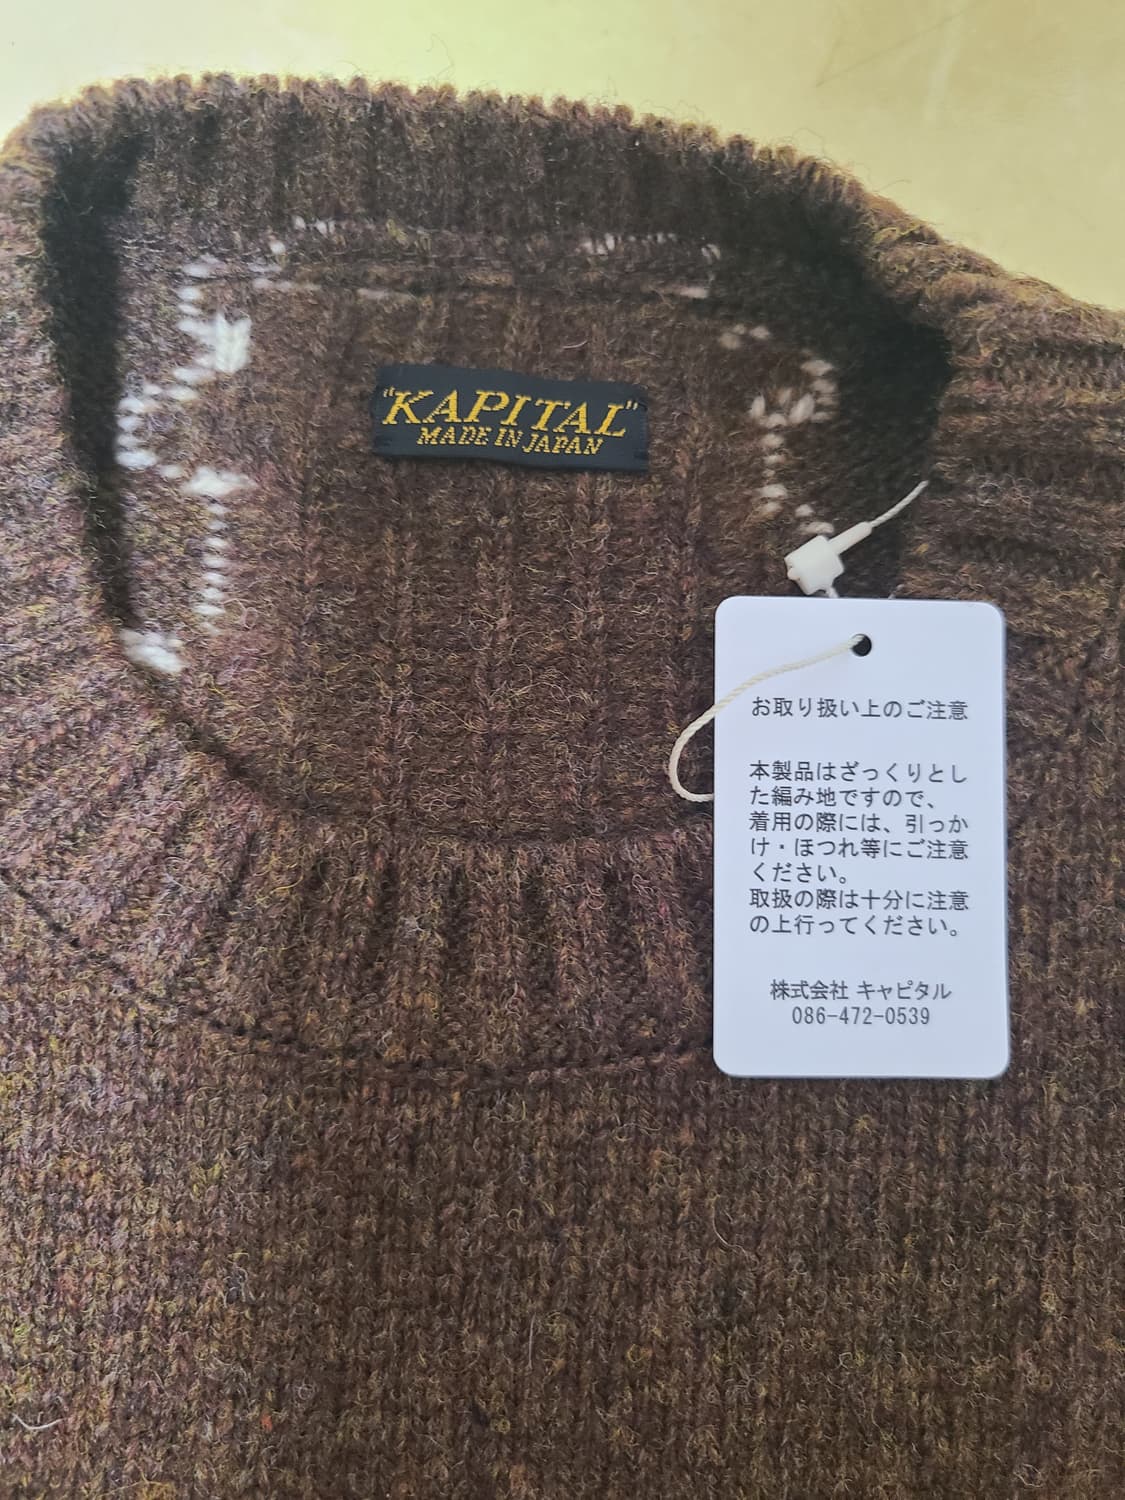 "KAPITAL"
MADE IN JAPAN
お取り扱い上のご注意
本製品はざっくりとし
た編み地ですので、
着用の際には、引っか
け・ほつれ等にご注意
ください。
取扱の際は十分に注意
の上行ってください。
株式会社 キャピタル
086-472-0539